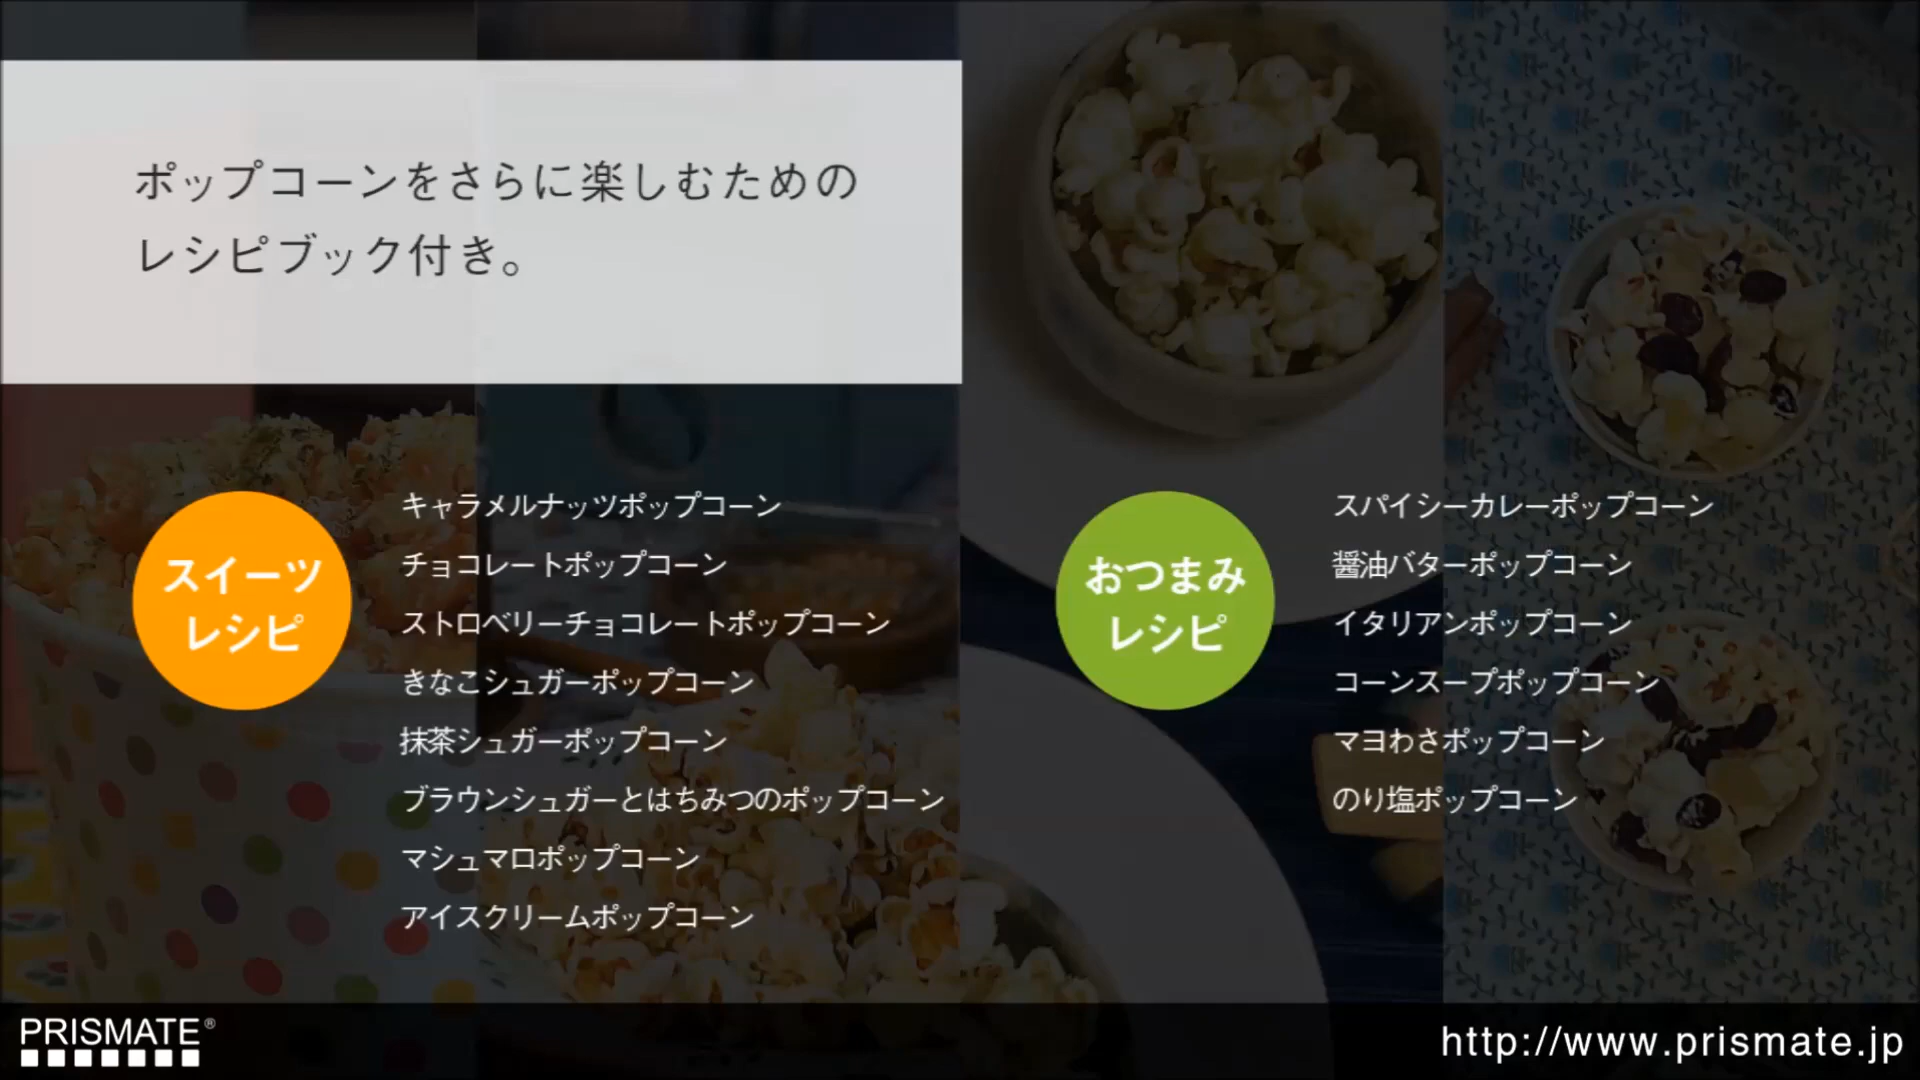 ポップコーンをさらに楽しむための
レシピブック付き。
スイーツ
レシピ
キャラメルナッツポップコーン
チョコレートポップコーン
ストロベリーチョコレートポップコーン
きなこシュガーポップコーン
抹茶シュガーポップコーン
ブラウンシュガーとはちみつのポップコーン
マシュマロポップコーン
アイスクリームポップコーン
おつまみ
レシピ
スパイシーカレーポップコーン
醤油バターポップコーン
イタリアンポップコーン
コーンスープポップコーン
マヨわさポップコーン
のり塩ポップコーン
PRISMATE®
http://www.prismate.jp